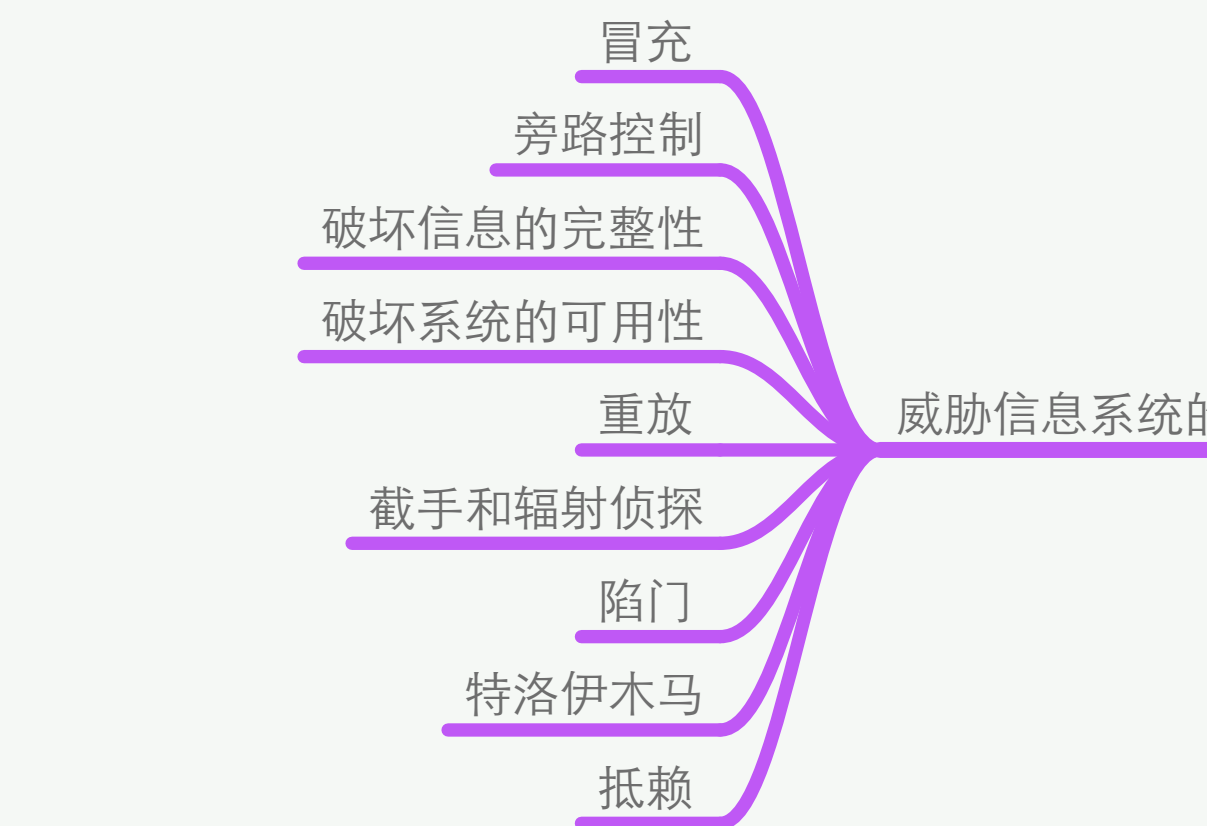 冒充
旁路控制
破坏信息的完整性
破坏系统的可用性
重放
威胁信息系统的
截手和辐射侦探
陷门
特洛伊木马
抵赖